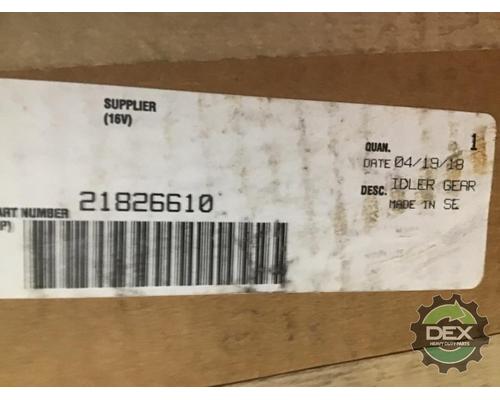 SUPPLIER
(16V)
QUAN. 1
DATE 04/19/18
DESC. IDLER GEAR
MADE IN SE
ART NUMBER 21826610
P)
DEX
HEAVY DUTY PARTS